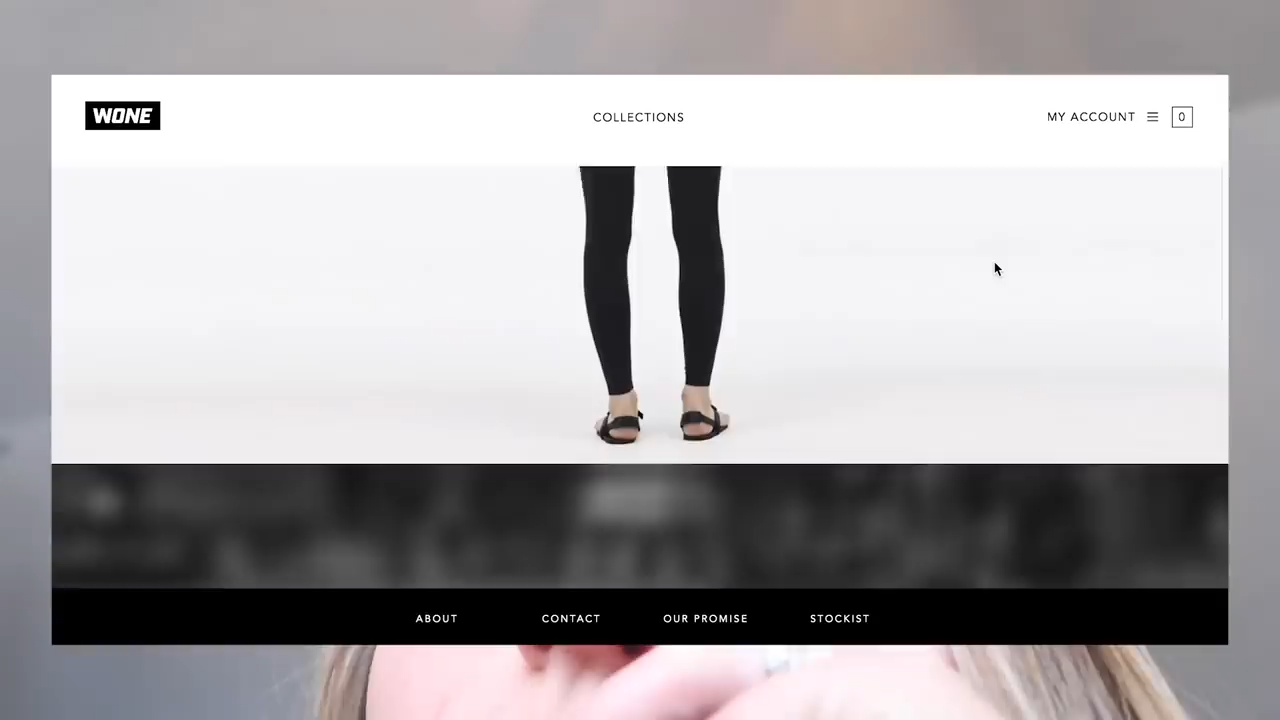 WONE
COLLECTIONS
MY ACCOUNT
0
ABOUT CONTACT OUR PROMISE STOCKIST